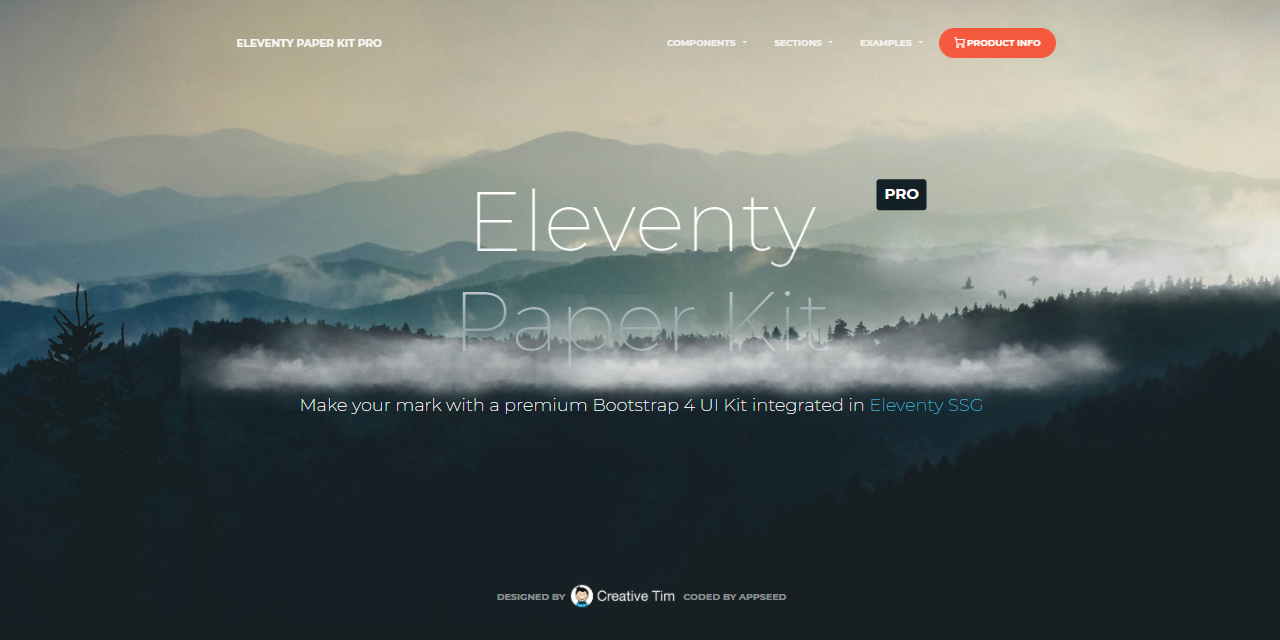 ELEVENTY PAPER KIT PRO
COMPONENTS SECTIONS EXAMPLES PRODUCT INFO
Eleventy PRO
Paper Kit
Make your mark with a premium Bootstrap 4 UI Kit integrated in Eleventy SSG
DESIGNED BY Creative Tim CODED BY APPSEED